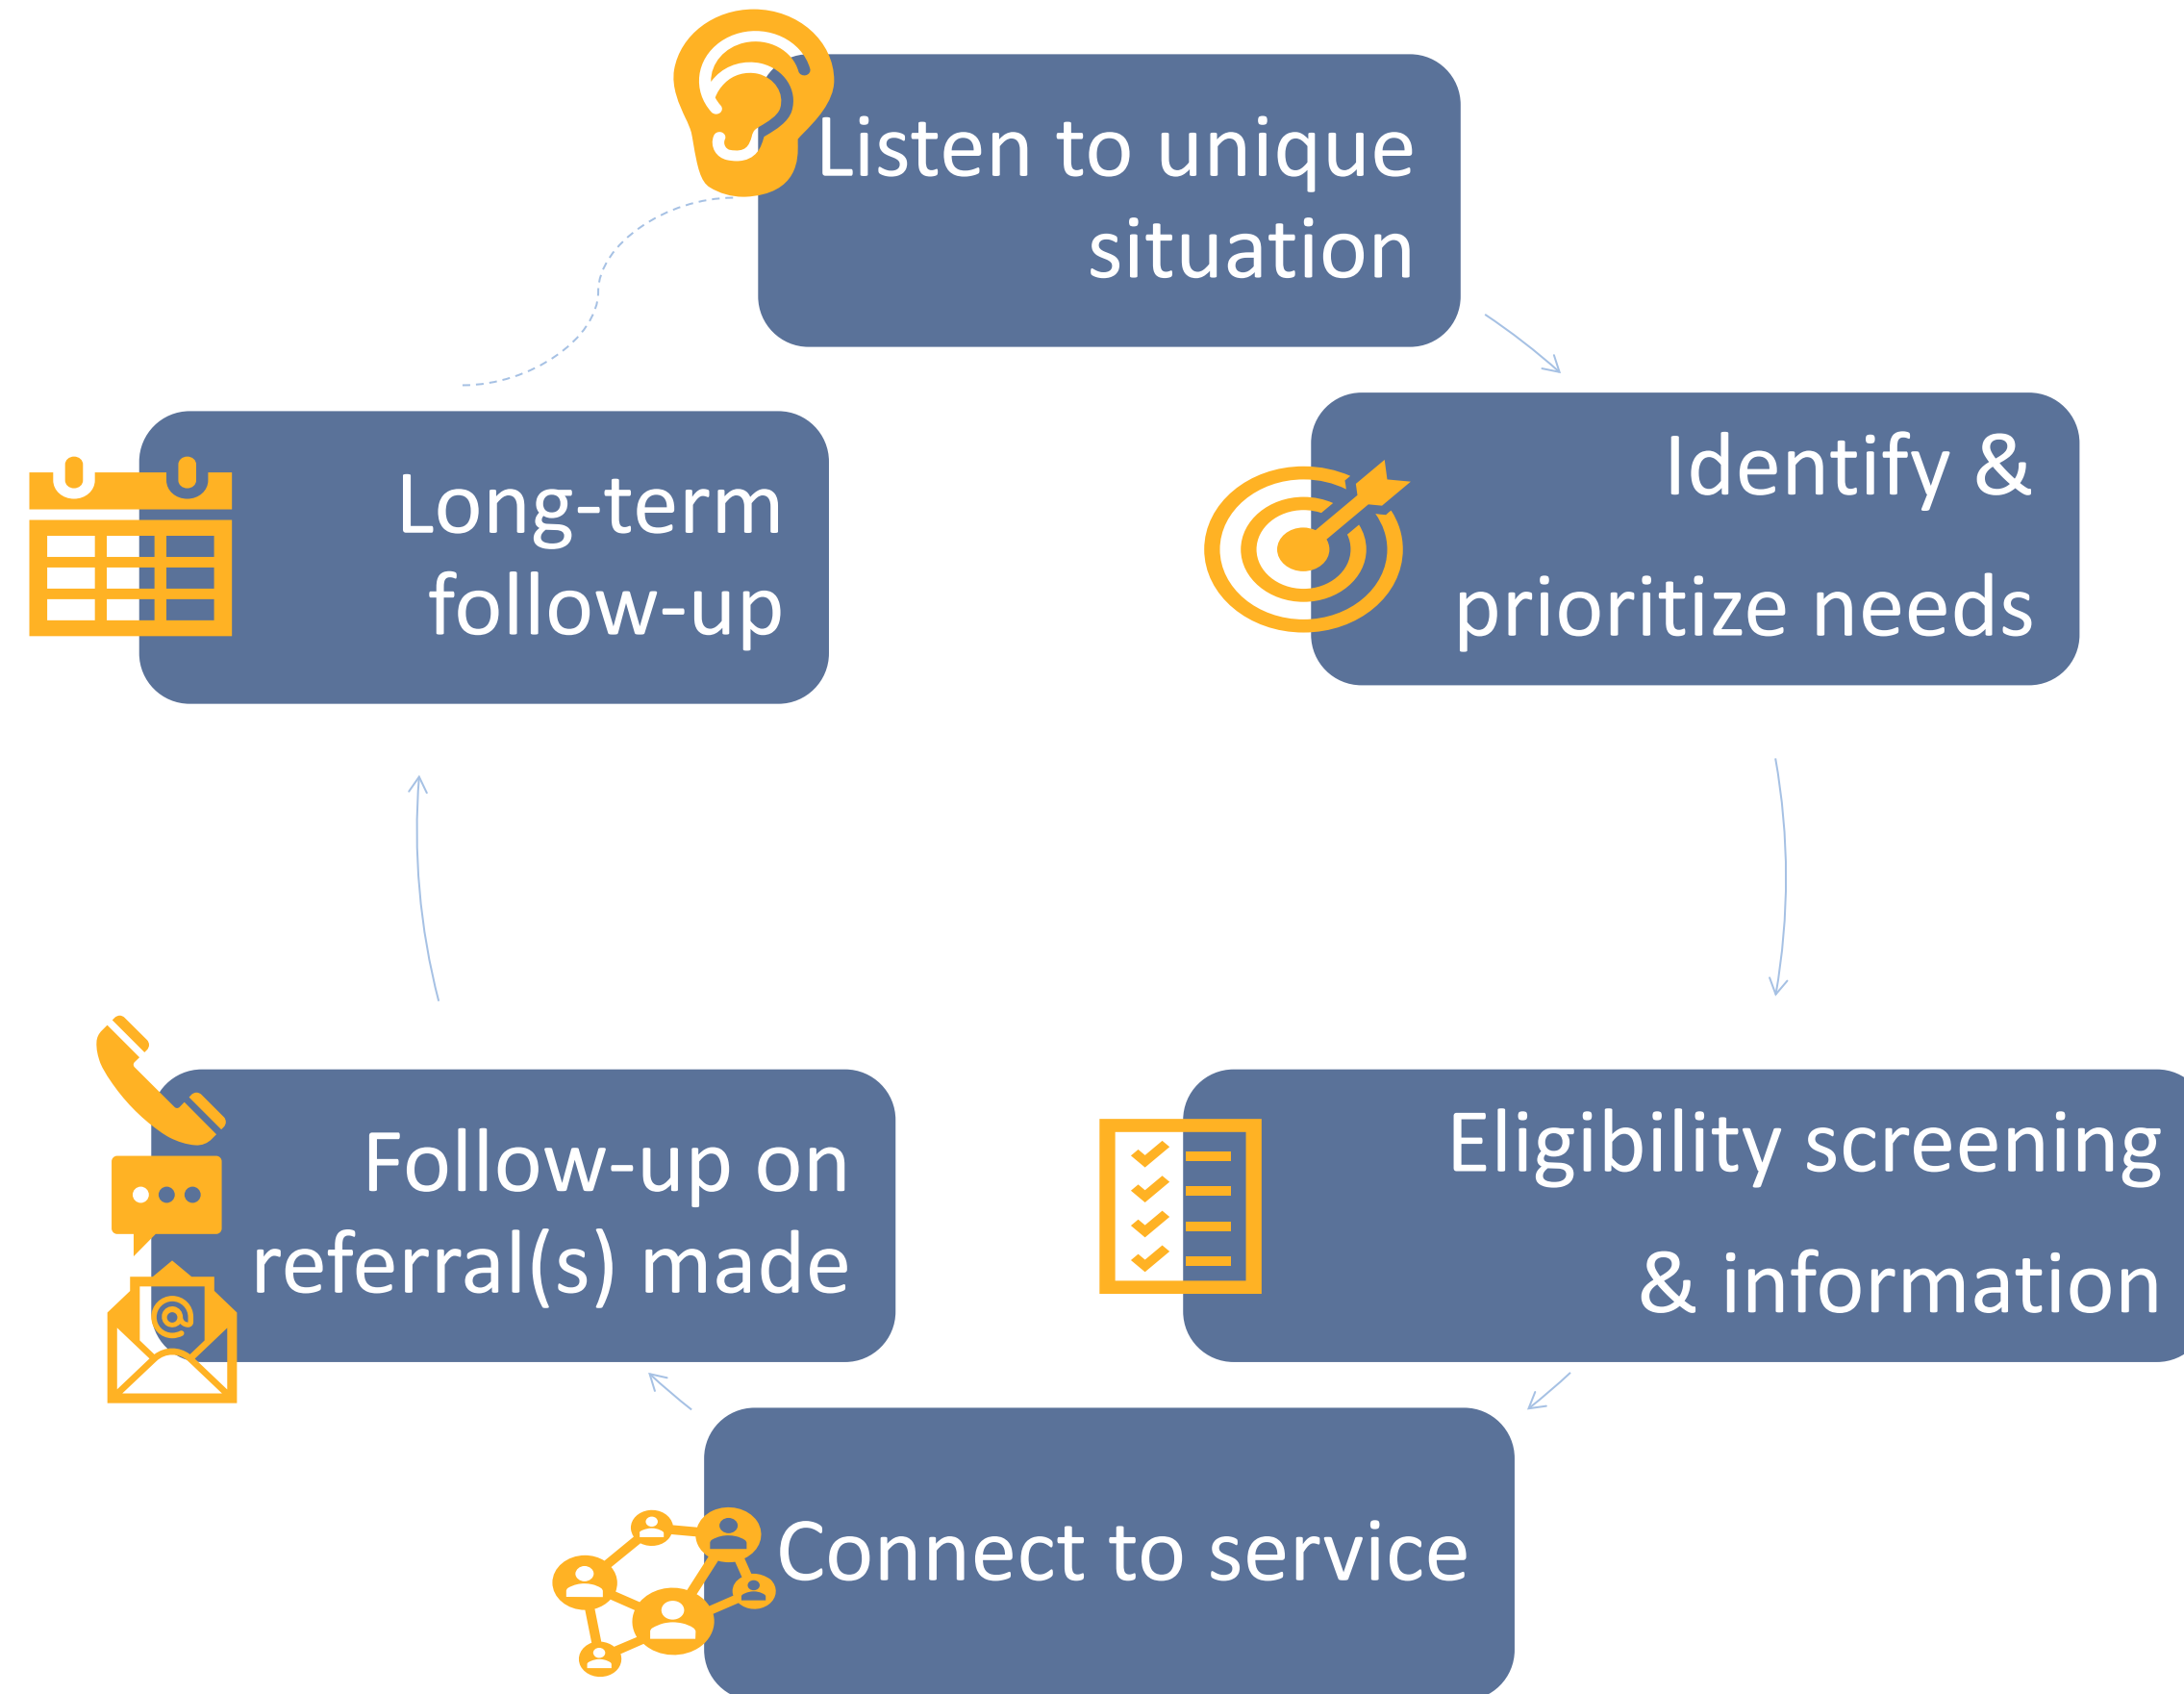 Listen to unique
situation
Identify &
prioritize needs
Eligibility screening
& information
Connect to service
Follow-up on
referral(s) made
Long-term
follow-up